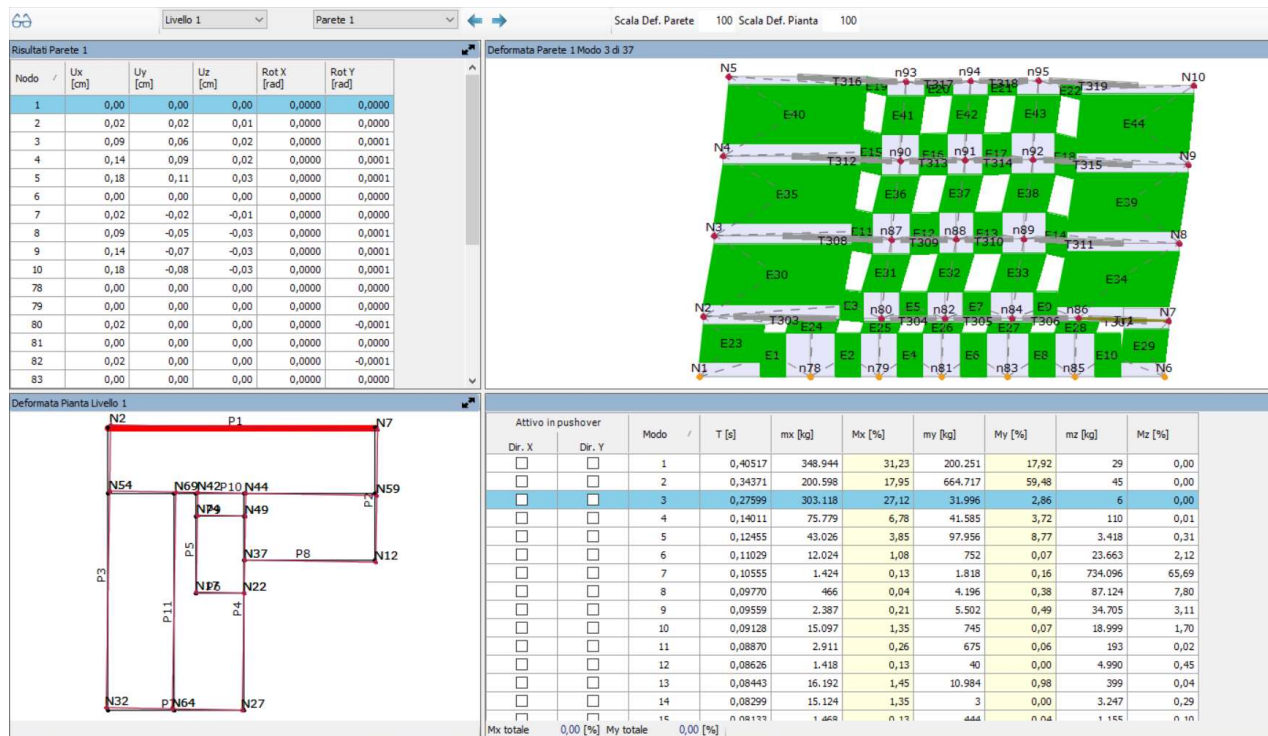 Livello 1 Parete 1 Scala Def. Parete 100 Scala Def. Pianta 100
Risultati Parete 1
Nodo Ux [cm] Uy [cm] Uz [cm] Rot X [rad] Rot Y [rad]
1 0,00 0,00 0,00 0,0000 0,0000
2 0,02 0,02 0,01 0,0000 0,0000
3 0,09 0,06 0,02 0,0000 0,0001
4 0,14 0,09 0,02 0,0000 0,0001
5 0,18 0,11 0,03 0,0000 0,0001
6 0,00 0,00 0,00 0,0000 0,0000
7 0,02 -0,02 -0,01 0,0000 0,0000
8 0,09 -0,05 -0,03 0,0000 0,0001
9 0,14 -0,07 -0,03 0,0000 0,0001
10 0,18 -0,08 -0,03 0,0000 0,0001
78 0,00 0,00 0,00 0,0000 0,0000
79 0,00 0,00 0,00 0,0000 0,0000
80 0,02 0,00 0,00 0,0000 -0,0001
81 0,00 0,00 0,00 0,0000 0,0000
82 0,02 0,00 0,00 0,0000 -0,0001
83 0,00 0,00 0,00 0,0000 0,0000
Deformata Parete 1 Modo 3 di 37
N5 n93 n94 n95 N10
T316 E19 T317 E20 T318 E21 E22 T319
E40 E41 E42 E43 E44
N4 n90 n91 n92 N9
T312 E15 T313 E16 T314 E17 E18 T315
E35 E36 E37 E38 E39
N3 n87 n88 n89 N8
T308 E11 T309 E12 T310 E13 E14 T311
E30 E31 E32 E33 E34
N2 E3 n80 E5 n82 E7 n84 E9 n86 N7
T303 T304 T305 T306
E23 E24 E25 E26 E27 E28 E29
E1 E2 E4 E6 E8 E10
N1 n78 n79 n81 n83 n85 N6
Deformata Pianta Livello 1
N2 P1 N7
N54 N69 N42 P10 N44 N59
P2
N49
P5 N37 P8 N12
P3 N22
P11 P4
N32 N64 N27
Attivo in pushover
Dir. X Dir. Y Modo T [s] mx [kg] Mx [%] my [kg] My [%] mz [kg] Mz [%]
1 0,40517 348.944 31,23 200.251 17,92 29 0,00
2 0,34371 200.598 17,95 664.717 59,48 45 0,00
3 0,27599 303.118 27,12 31.996 2,86 6 0,00
4 0,14011 75.779 6,78 41.585 3,72 110 0,01
5 0,12455 43.026 3,85 97.956 8,77 3.418 0,31
6 0,11029 12.024 1,08 752 0,07 23.663 2,12
7 0,10555 1.424 0,13 1.818 0,16 734.096 65,69
8 0,09770 466 0,04 4.196 0,38 87.124 7,80
9 0,09559 2.387 0,21 5.502 0,49 34.705 3,11
10 0,09128 15.097 1,35 745 0,07 18.999 1,70
11 0,08870 2.911 0,26 675 0,06 193 0,02
12 0,08626 1.418 0,13 40 0,00 4.990 0,45
13 0,08443 16.192 1,45 10.984 0,98 399 0,04
14 0,08299 15.124 1,35 3 0,00 3.247 0,29
15 0,08133 1.468 0,13 444 0,04 1.155 0,10
Mx totale 0,00 [%] My totale 0,00 [%]